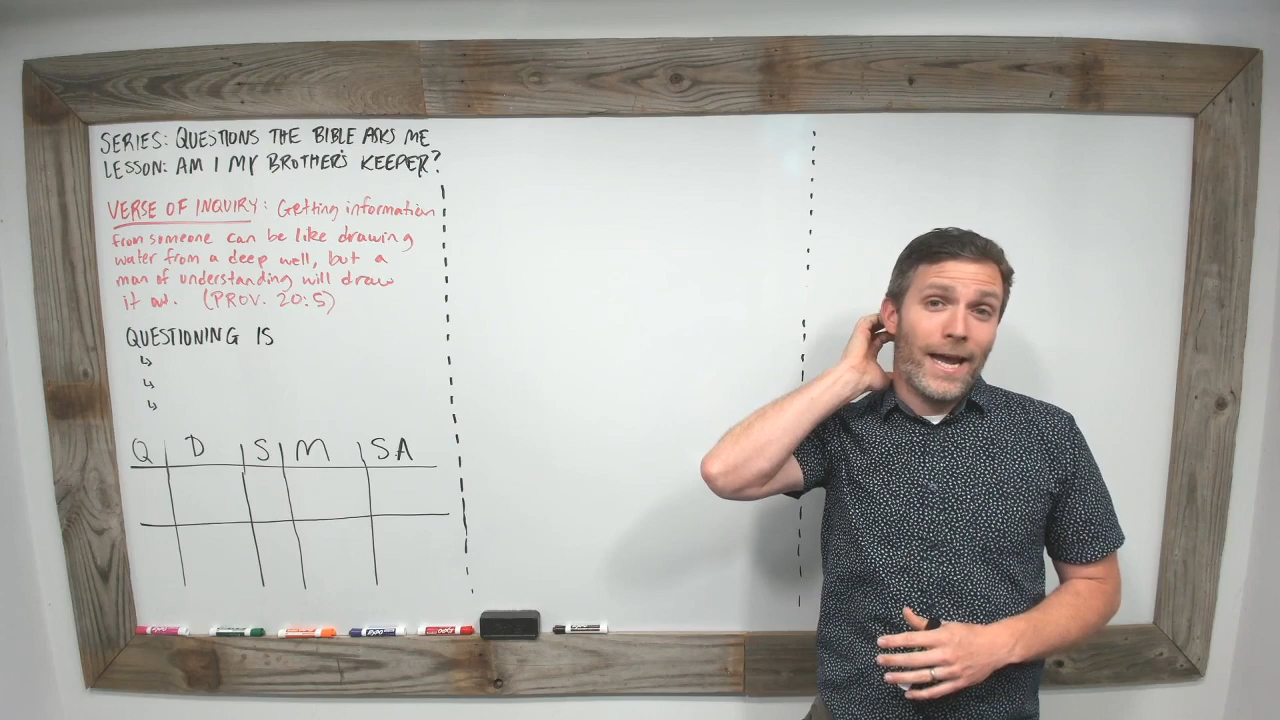 SERIES: QUESTIONS THE BIBLE ASKS ME
LESSON: AM I MY BROTHER'S KEEPER?
VERSE OF INQUIRY: Getting information
from someone can be like drawing
water from a deep well, but a
man of understanding will draw
it out. (PROV. 20:5)
QUESTIONING IS
↳
↳
↳
Q D S M SA
EXPO
EXPO